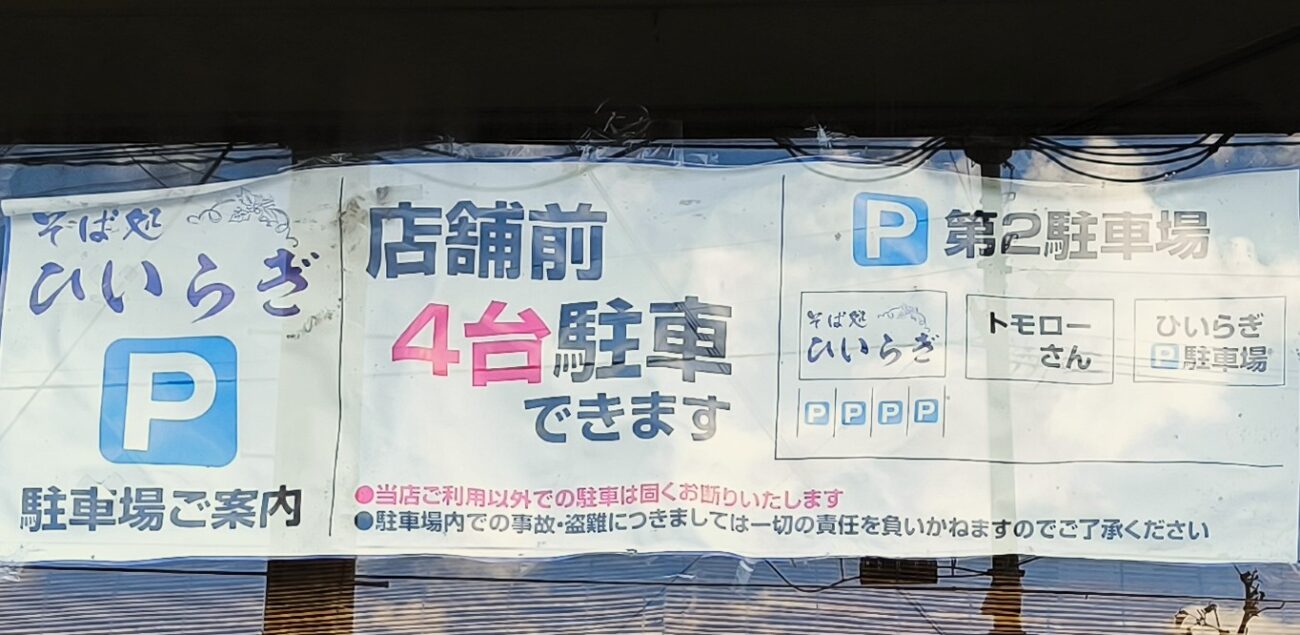 そば処
ひいらぎ
P
駐車場ご案内
店舗前
4台駐車
できます
P 第2駐車場
そば処
ひいらぎ
P P P P
トモロー
さん
ひいらぎ
P駐車場
●当店ご利用以外での駐車は固くお断りいたします
●駐車場内での事故・盗難につきましては一切の責任を負いかねますのでご了承ください